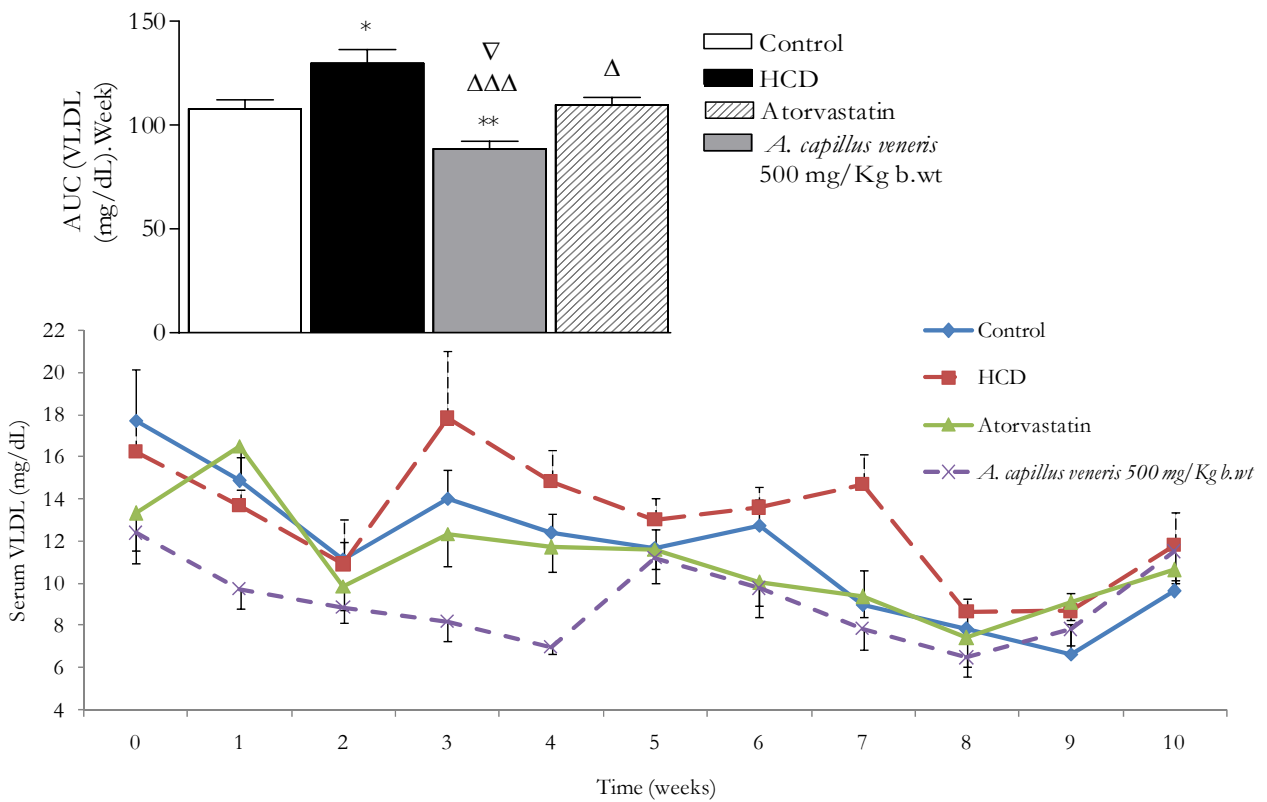 150
100
50
0
AUC (VLDL
(mg/dL).Week)
*
∇
ΔΔΔ
**
Δ
Control
HCD
Atorvastatin
A. capillus veneris
500 mg/Kg b.wt
22
20
18
16
14
12
10
8
6
4
Serum VLDL (mg/dL)
Control
HCD
Atorvastatin
A. capillus veneris 500 mg/Kg b.wt
0 1 2 3 4 5 6 7 8 9 10
Time (weeks)